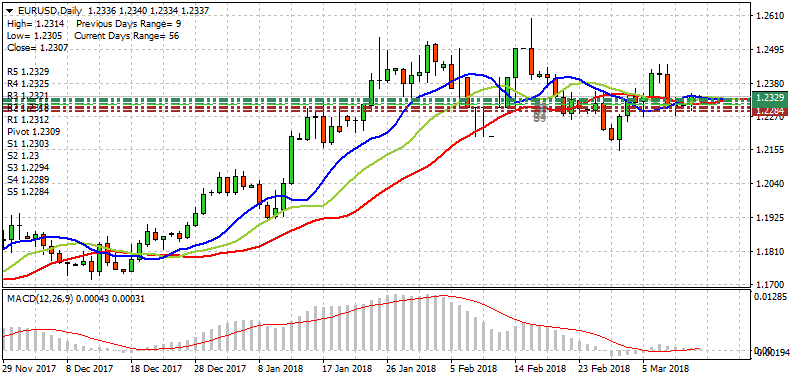 EURUSD,Daily 1.2336 1.2340 1.2334 1.2337
High= 1.2314 Previous Days Range= 9
Low= 1.2305 Current Days Range= 56
Close= 1.2307
R5 1.2329
R4 1.2325
R3 1.2321
R2 1.2318
R1 1.2312
Pivot 1.2309
S1 1.2303
S2 1.23
S3 1.2294
S4 1.2289
S5 1.2284
1.2610
1.2495
1.2380
1.2329
1.2284
1.2270
1.2155
1.2040
1.1925
1.1810
1.1700
MACD(12,26,9) 0.00043 0.00031
0.01285
0.00
-0.00194
29 Nov 2017 8 Dec 2017 18 Dec 2017 28 Dec 2017 8 Jan 2018 17 Jan 2018 26 Jan 2018 5 Feb 2018 14 Feb 2018 23 Feb 2018 5 Mar 2018